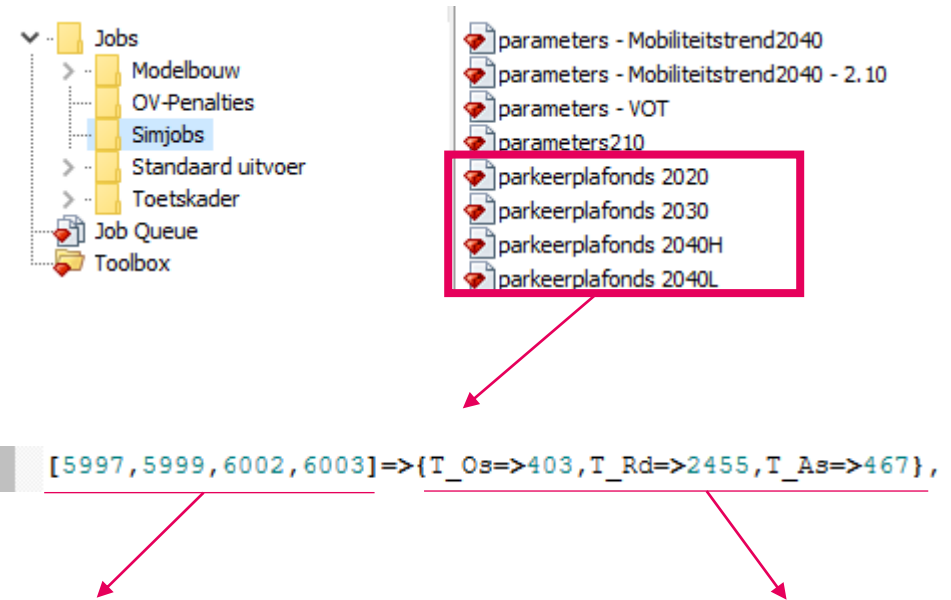 Jobs
Modelbouw
OV-Penalties
Simjobs
Standaard uitvoer
Toetskader
Job Queue
Toolbox
parameters - Mobiliteitstrend2040
parameters - Mobiliteitstrend2040 - 2.10
parameters - VOT
parameters210
parkeerplafonds 2020
parkeerplafonds 2030
parkeerplafonds 2040H
parkeerplafonds 2040L
[5997,5999,6002,6003]=>{T_Os=>403,T_Rd=>2455,T_As=>467},